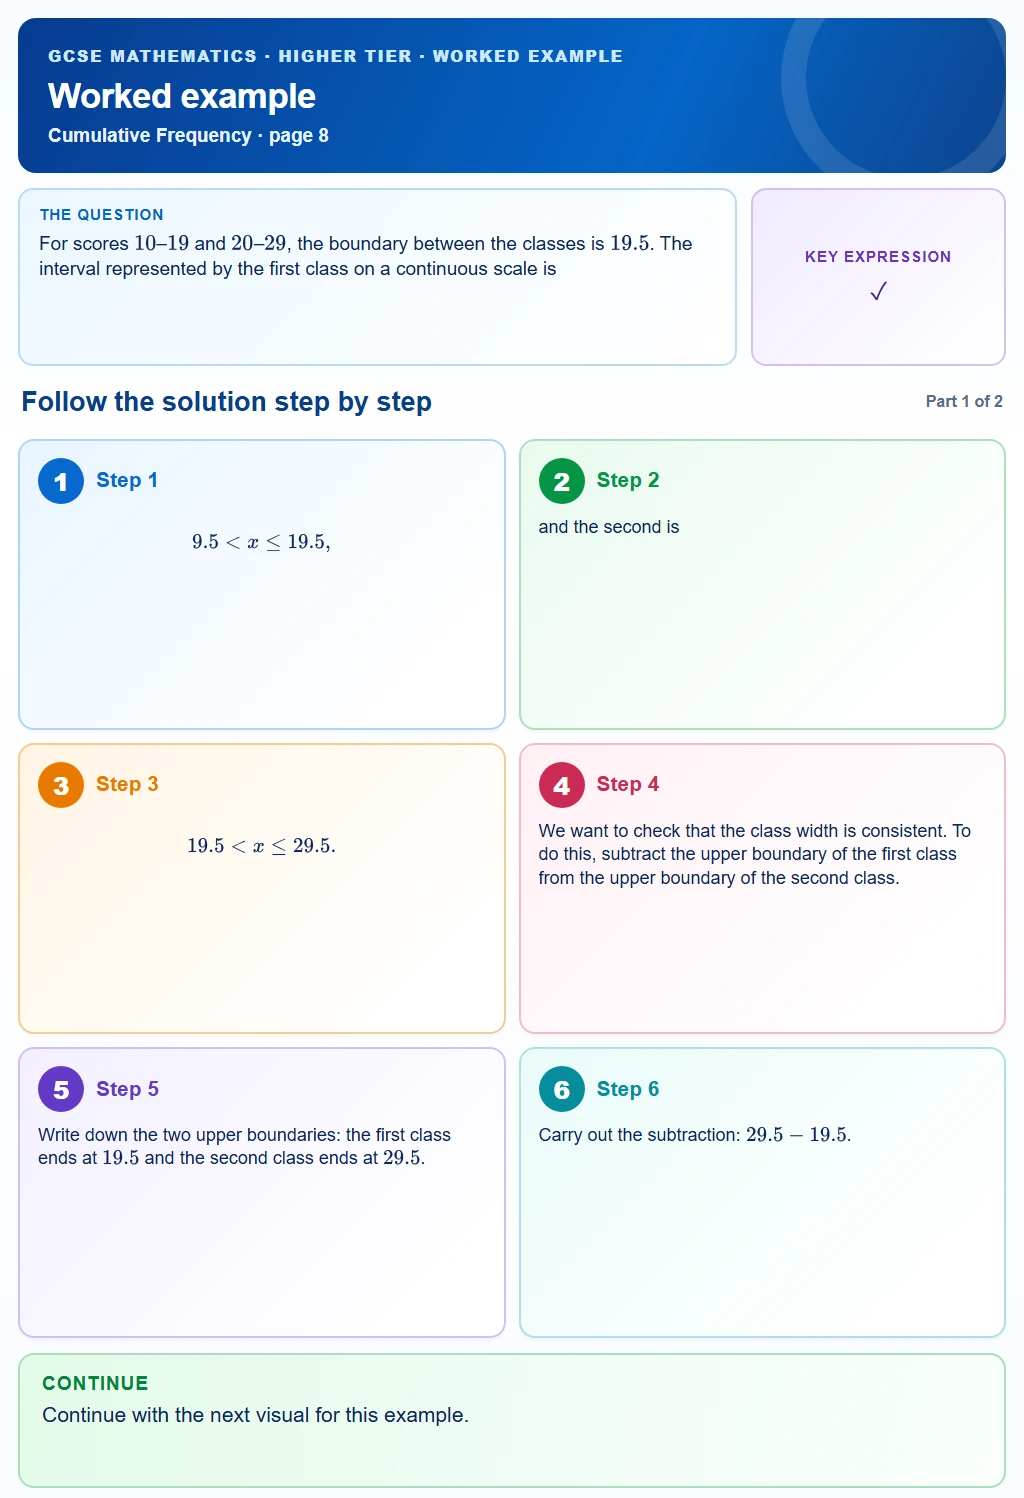 GCSE MATHEMATICS · HIGHER TIER · WORKED EXAMPLE
Worked example
Cumulative Frequency · page 8
THE QUESTION
For scores 10–19 and 20–29, the boundary between the classes is 19.5. The
interval represented by the first class on a continuous scale is
KEY EXPRESSION
✓
Follow the solution step by step
Part 1 of 2
1 Step 1
9.5 < x ≤ 19.5,
2 Step 2
and the second is
3 Step 3
19.5 < x ≤ 29.5.
4 Step 4
We want to check that the class width is consistent. To
do this, subtract the upper boundary of the first class
from the upper boundary of the second class.
5 Step 5
Write down the two upper boundaries: the first class
ends at 19.5 and the second class ends at 29.5.
6 Step 6
Carry out the subtraction: 29.5 − 19.5.
CONTINUE
Continue with the next visual for this example.